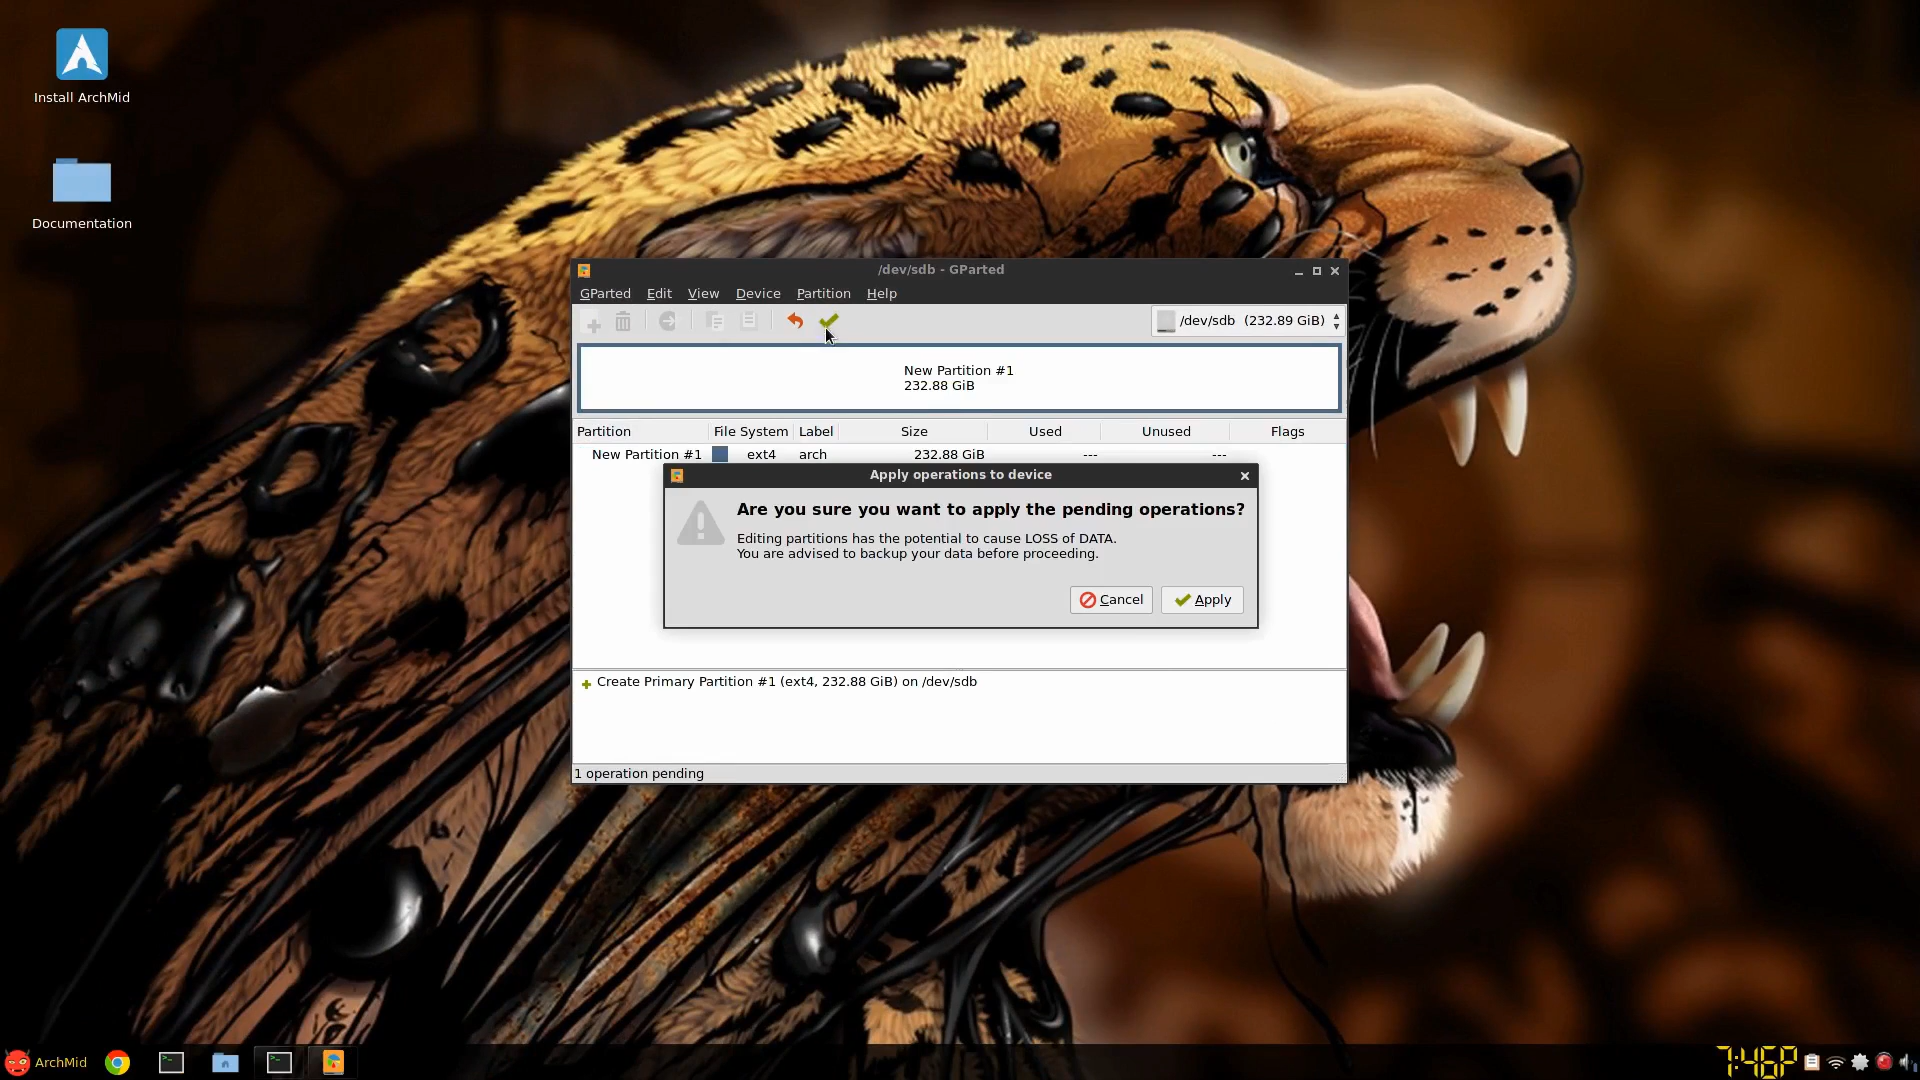 Install ArchMid
Documentation
/dev/sdb - GParted
GParted Edit View Device Partition Help
/dev/sdb (232.89 GiB)
New Partition #1
232.88 GiB
Partition File System Label Size Used Unused Flags
New Partition #1 ext4 arch 232.88 GiB --- ---
Apply operations to device
Are you sure you want to apply the pending operations?
Editing partitions has the potential to cause LOSS of DATA.
You are advised to backup your data before proceeding.
Cancel Apply
Create Primary Partition #1 (ext4, 232.88 GiB) on /dev/sdb
1 operation pending
ArchMid
7:46P